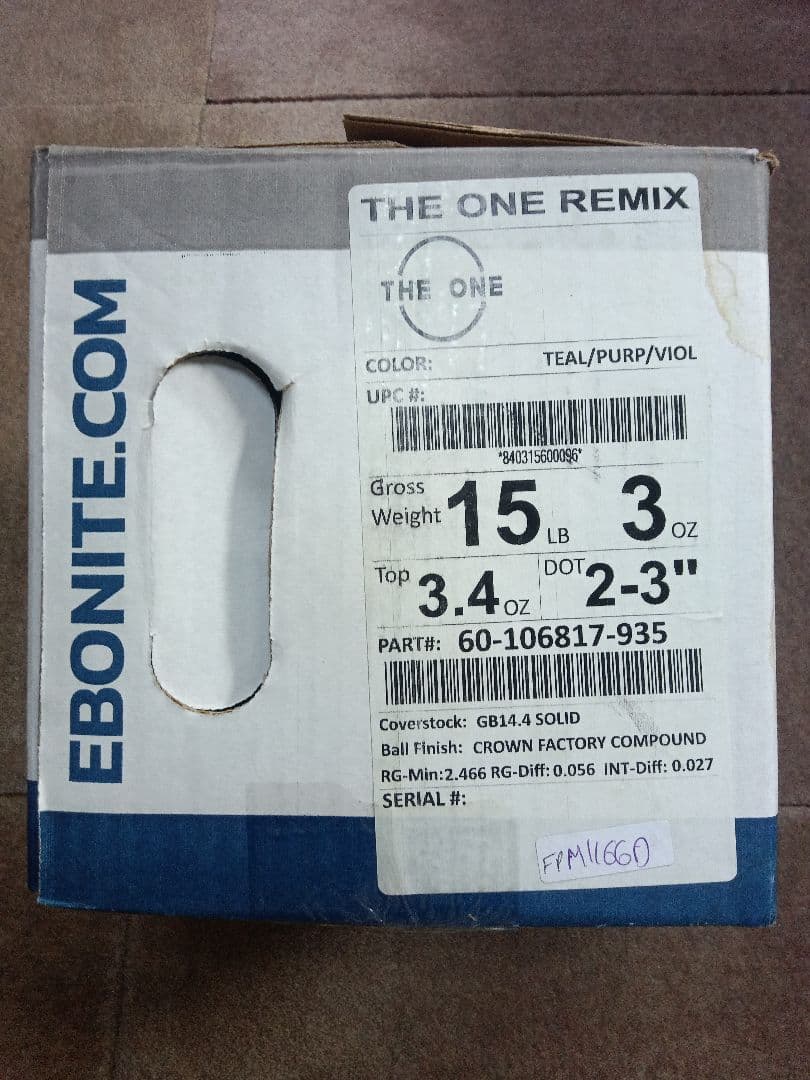 EBONITE.COM
THE ONE REMIX
THE ONE
COLOR: TEAL/PURP/VIOL
UPC #:
*840315600096*
Gross Weight 15 LB 3 OZ
Top 3.4 OZ DOT 2-3"
PART#: 60-106817-935
Coverstock: GB14.4 SOLID
Ball Finish: CROWN FACTORY COMPOUND
RG-Min:2.466 RG-Diff: 0.056 INT-Diff: 0.027
SERIAL #:
FPM1166D